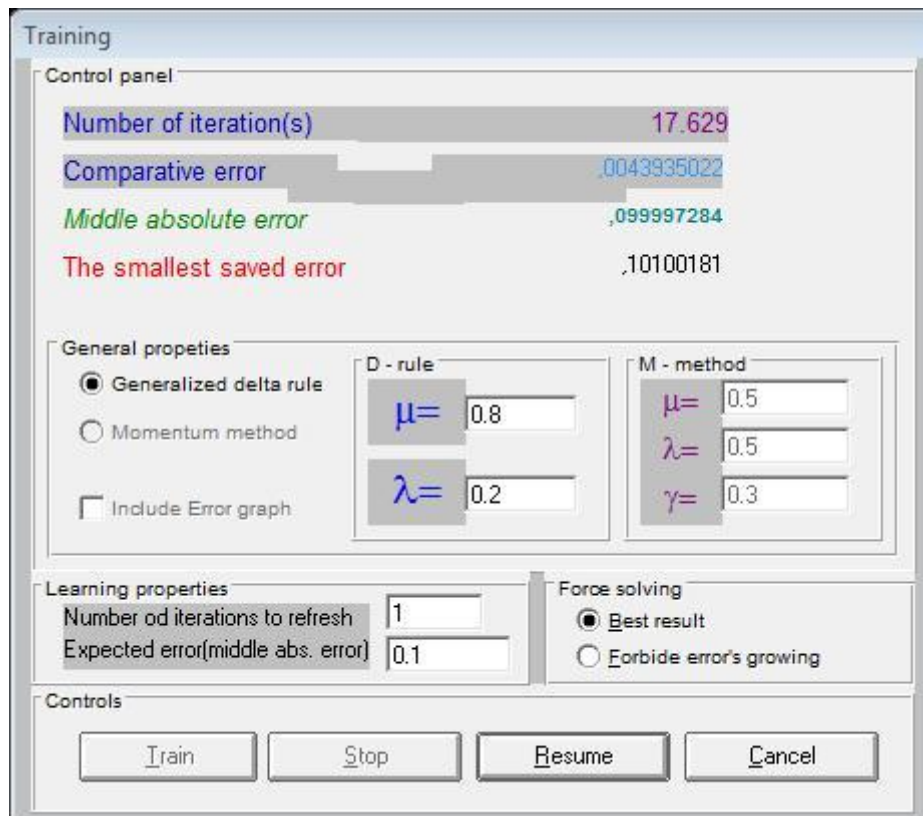 Training
Control panel
Number of iteration(s) 17.629
Comparative error ,0043935022
Middle absolute error ,099997284
The smallest saved error ,10100181
General propeties
Generalized delta rule
Momentum method
Include Error graph
D - rule
μ= 0.8
λ= 0.2
M - method
μ= 0.5
λ= 0.5
γ= 0.3
Learning properties
Number od iterations to refresh 1
Expected error(middle abs. error) 0.1
Force solving
Best result
Forbide error's growing
Controls
Train Stop Resume Cancel